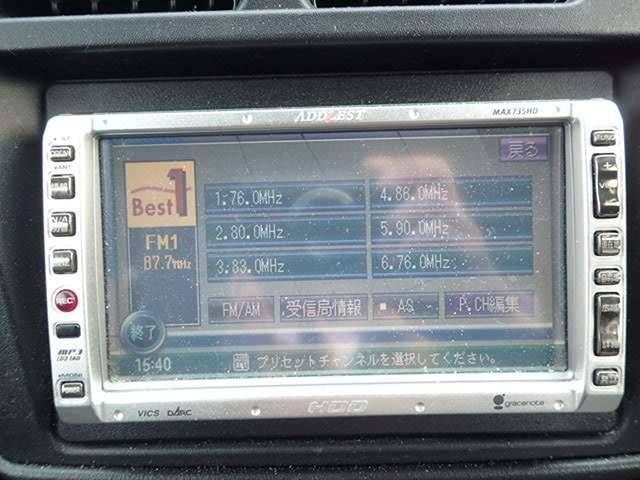 ADDZEST
MAX735HD
戻る
Best 1
1.76.0MHz
4.86.0MHz
FM1
2.80.0MHz
5.90.0MHz
87.7MHz
3.83.0MHz
6.76.0MHz
REC
FM/AM
受信局情報
AS
P.CH編集
終了
15:40
プリセットチャンネルを選択してください。
MP3
VICS DARC
HDD
gracenote